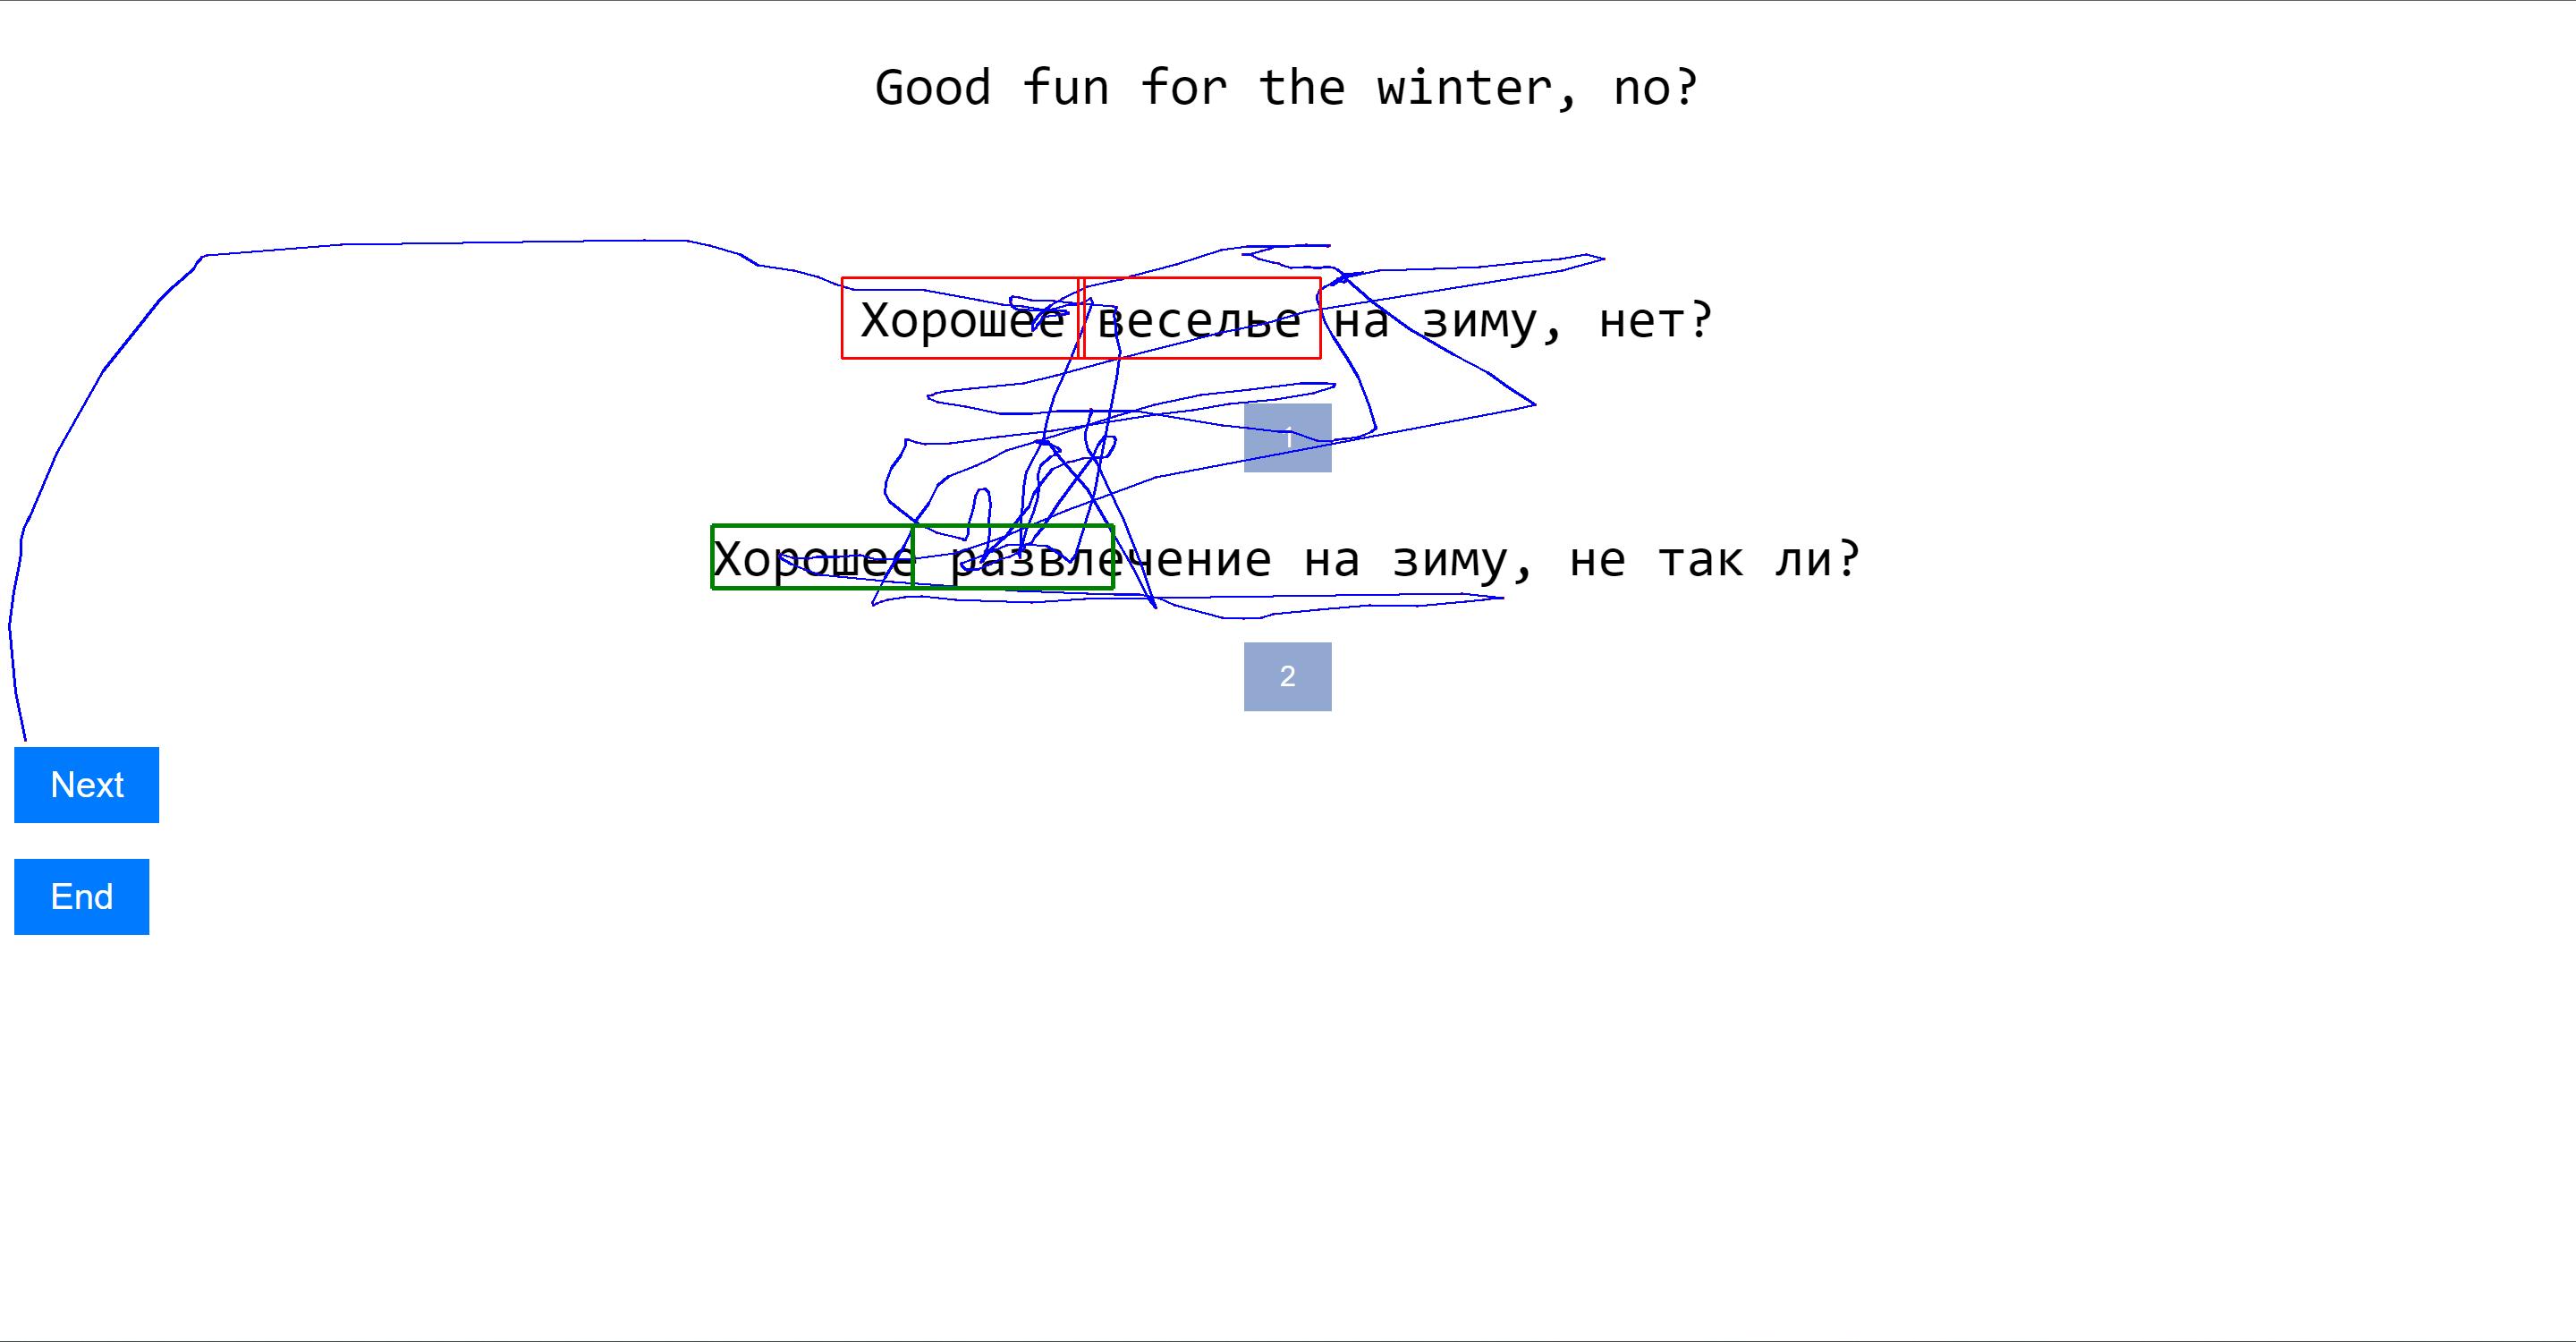 Good fun for the winter, no?
Хорошее веселье на зиму, нет?
1
Хорошее развлечение на зиму, не так ли?
2
Next
End